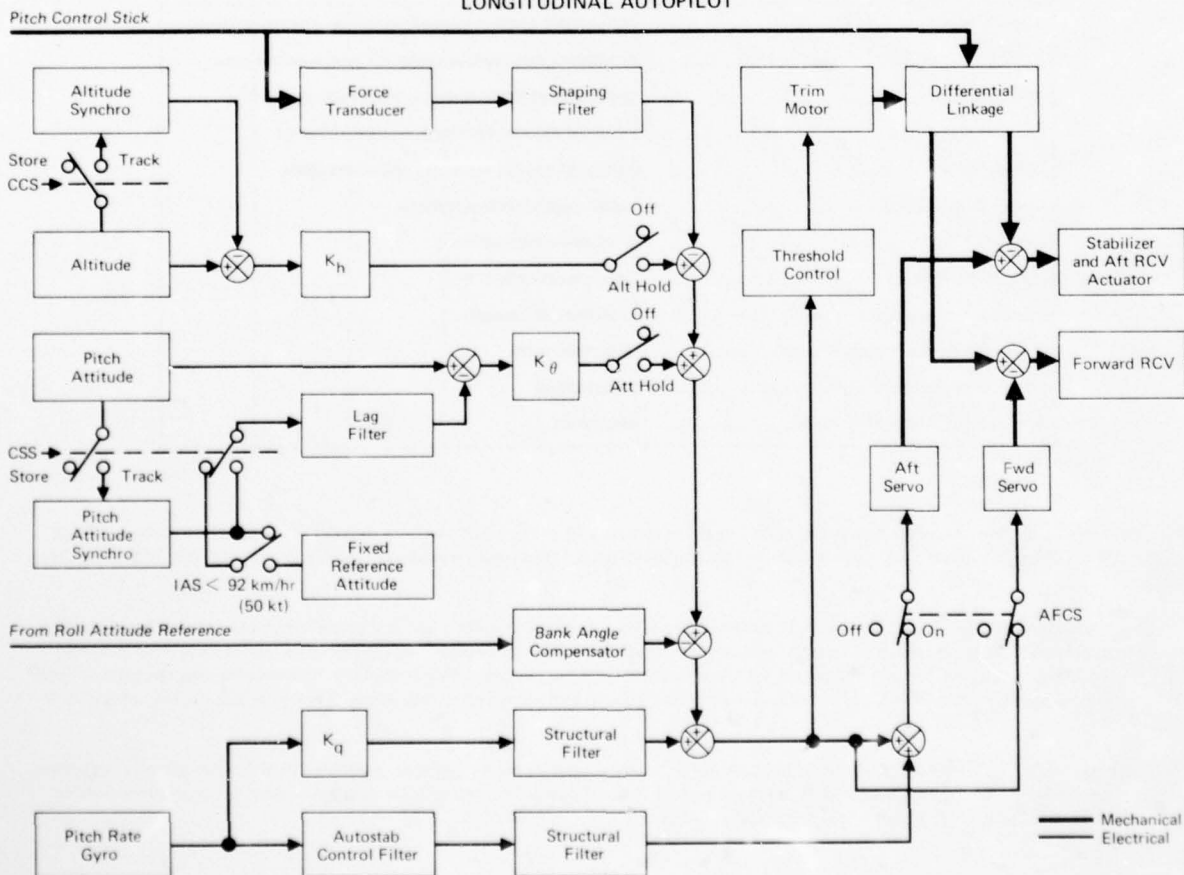 LONGITUDINAL AUTOPILOT
Pitch Control Stick
Altitude
Synchro
Force
Transducer
Shaping
Filter
Trim
Motor
Differential
Linkage
Store
Track
CCS
Off
Altitude
K_h
Alt Hold
Threshold
Control
Stabilizer
and Aft RCV
Actuator
Off
Pitch
Attitude
K_θ
Att Hold
Forward RCV
Lag
Filter
CSS
Store
Track
Aft
Servo
Fwd
Servo
Pitch
Attitude
Synchro
Fixed
Reference
Attitude
IAS < 92 km/hr
(50 kt)
From Roll Attitude Reference
Bank Angle
Compensator
Off
On
AFCS
K_q
Structural
Filter
Pitch Rate
Gyro
Autostab
Control Filter
Structural
Filter
Mechanical
Electrical